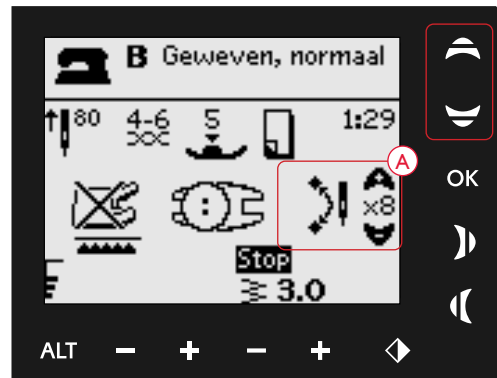 B Geweven, normaal
80 4-6 5 1:29
A
x8
OK
Stop
3.0
ALT - + - +